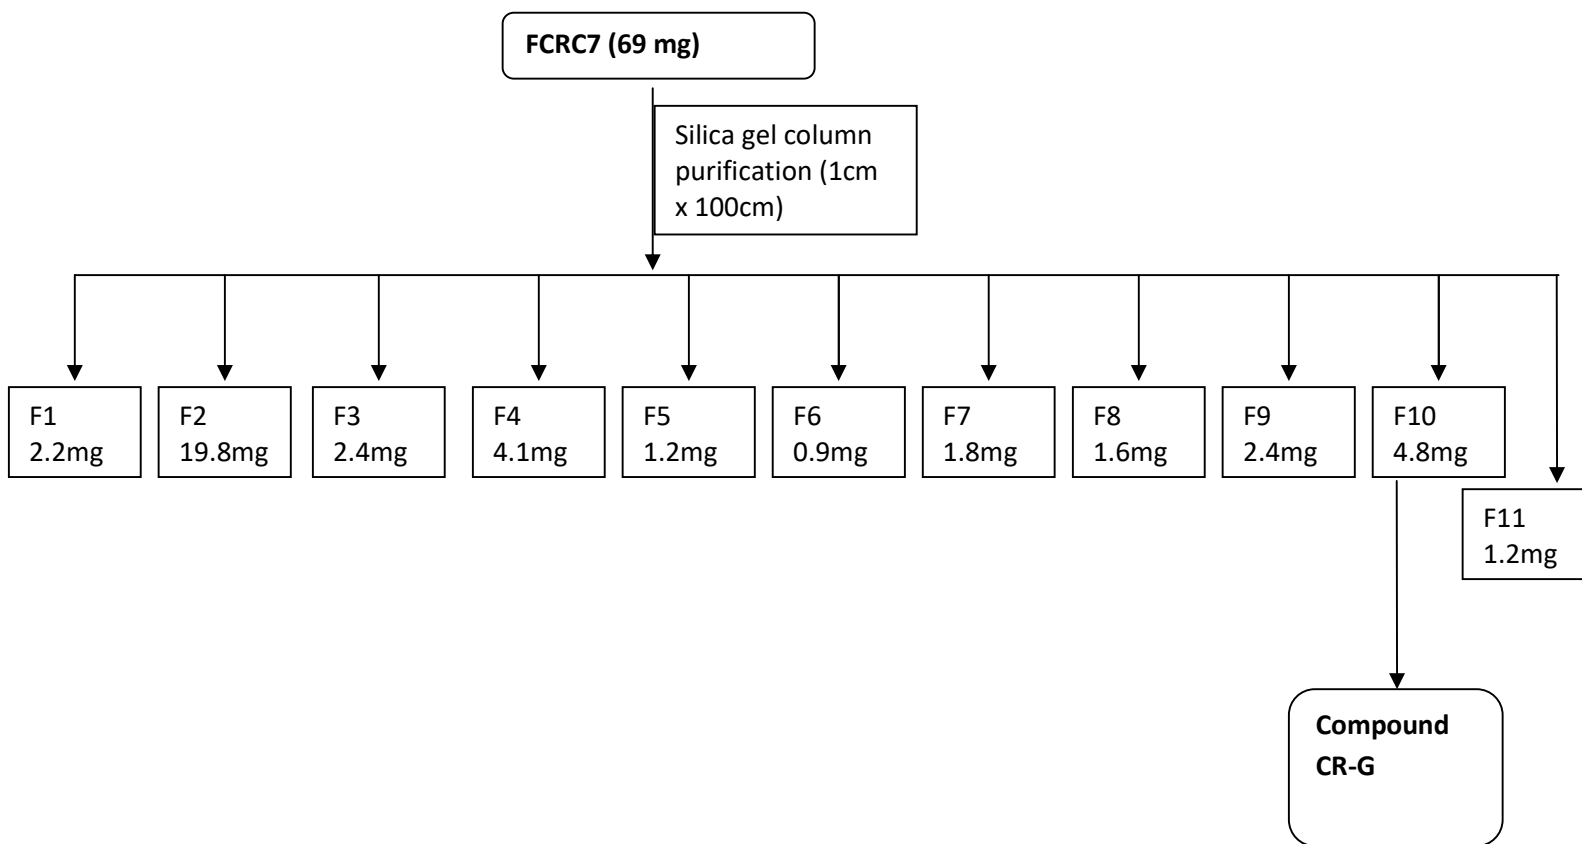 FCRC7 (69 mg)
Silica gel column
purification (1cm
x 100cm)
F1
2.2mg
F2
19.8mg
F3
2.4mg
F4
4.1mg
F5
1.2mg
F6
0.9mg
F7
1.8mg
F8
1.6mg
F9
2.4mg
F10
4.8mg
F11
1.2mg
Compound
CR-G